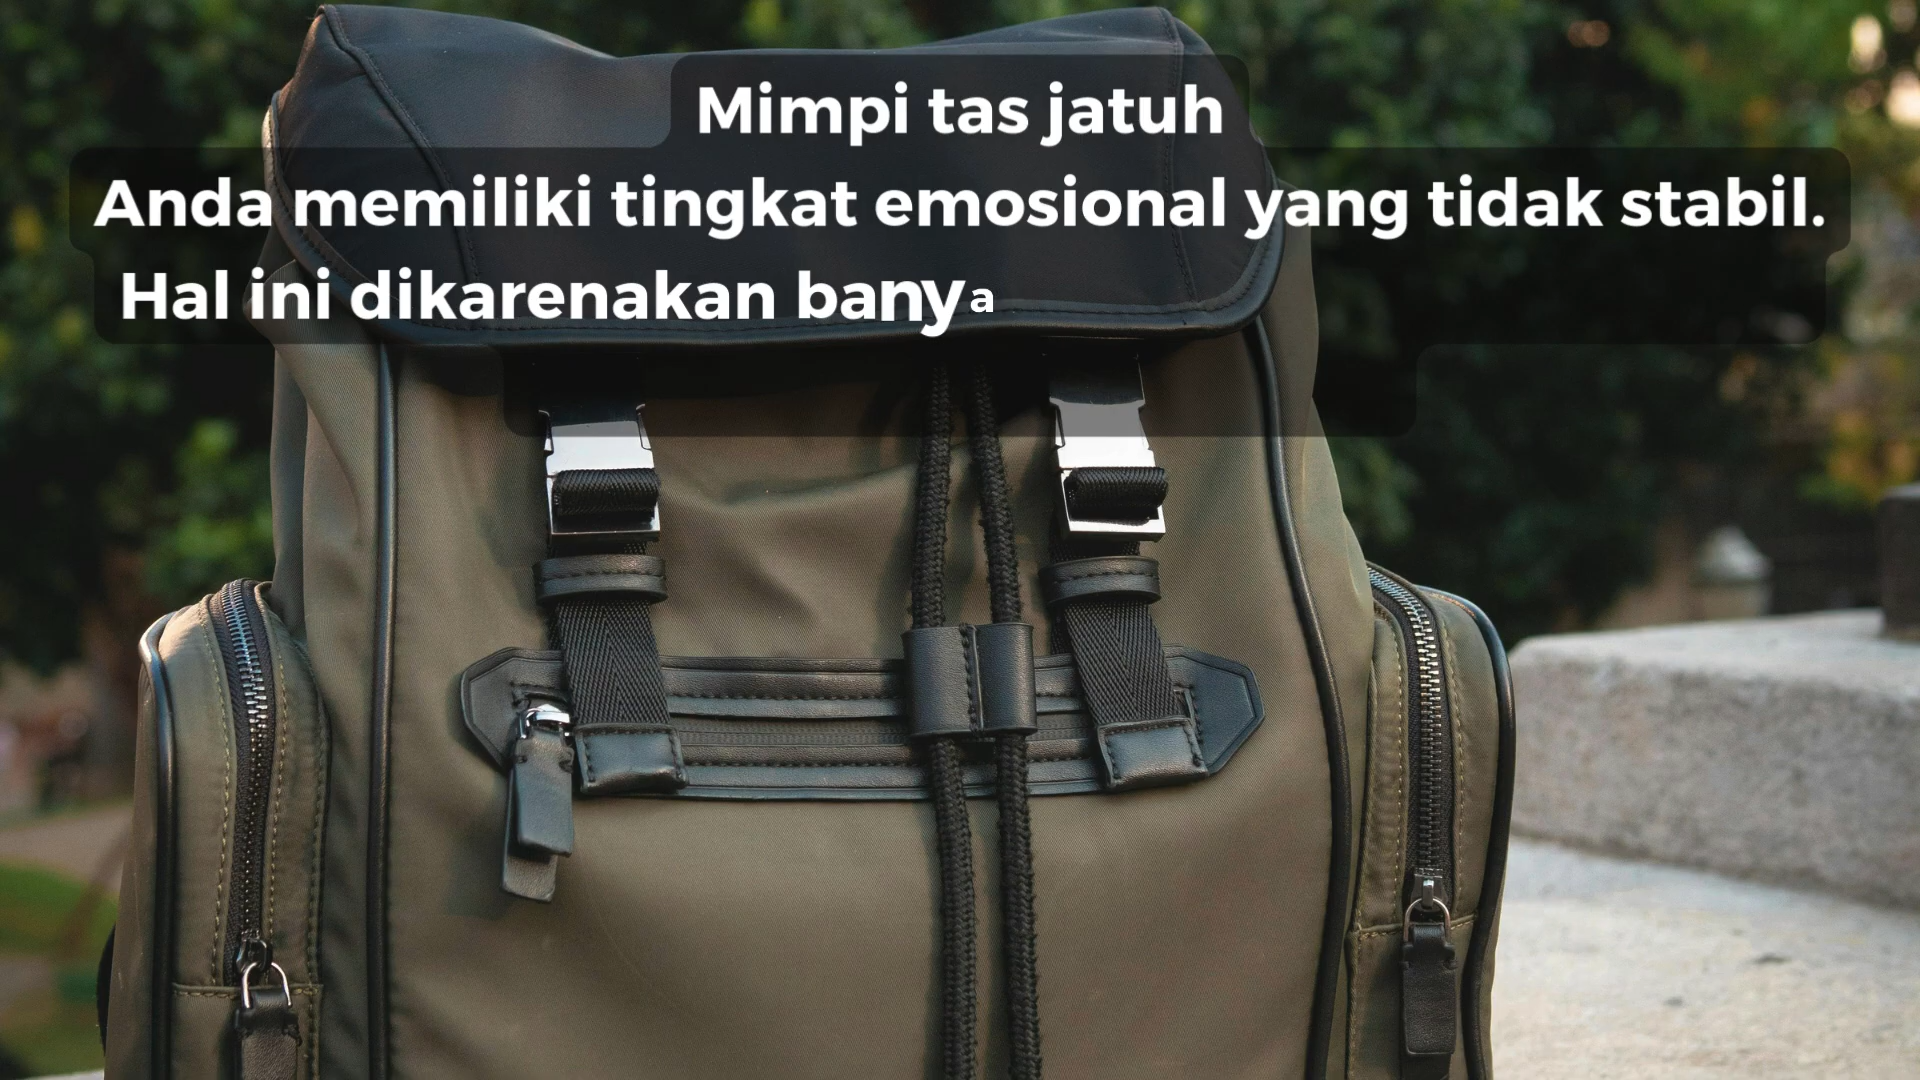 Mimpi tas jatuh
Anda memiliki tingkat emosional yang tidak stabil.
Hal ini dikarenakan banya